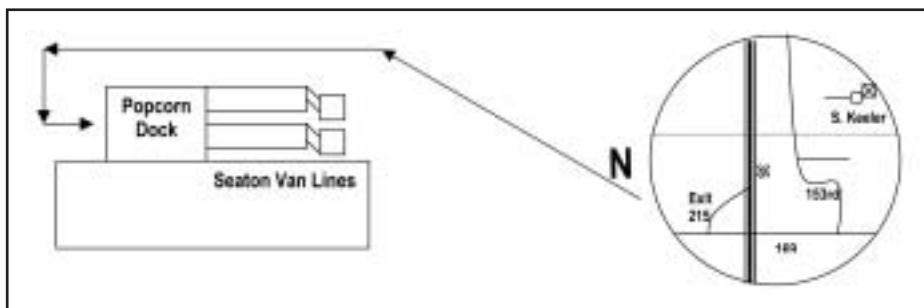 Popcorn
Dock
Seaton Van Lines
N
S. Keeler
Exit
215
153rd
169